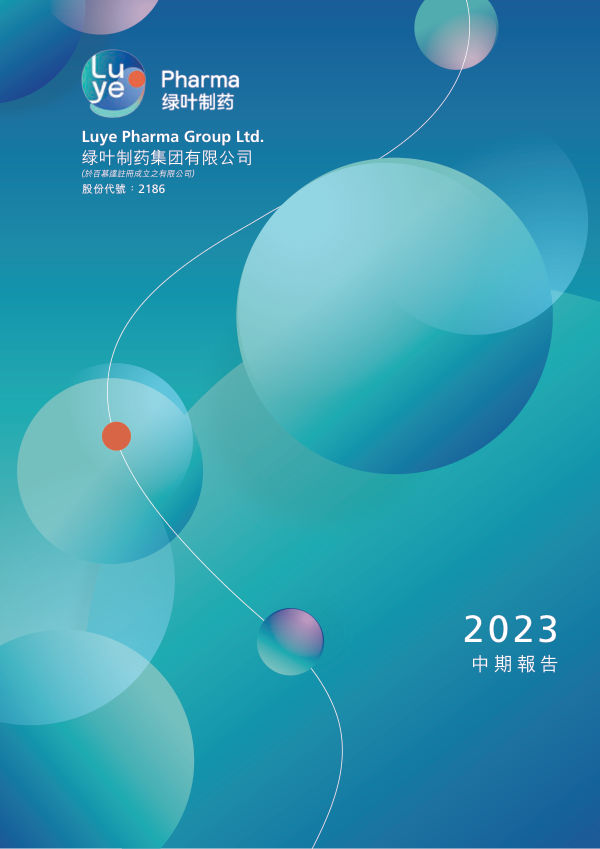 Lu
ye
Pharma
绿叶制药
Luye Pharma Group Ltd.
绿叶制药集团有限公司
(於百慕達註冊成立之有限公司)
股份代號：2186
2023
中期報告